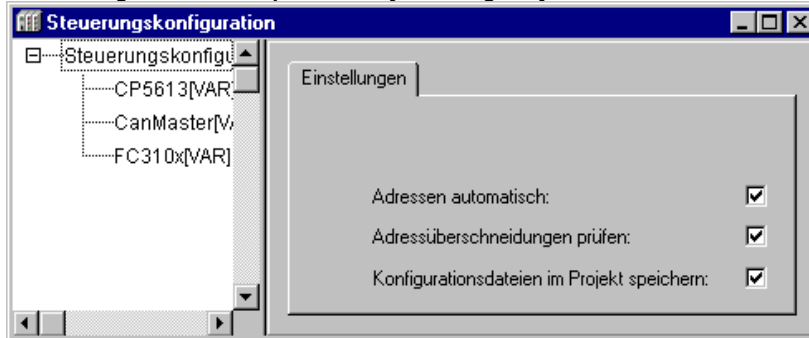 Steuerungskonfiguration
Steuerungskonfigu
CP5613[VAR]
CanMaster[V
FC310x[VAR]
Einstellungen
Adressen automatisch:
Adressüberschneidungen prüfen:
Konfigurationsdateien im Projekt speichern: